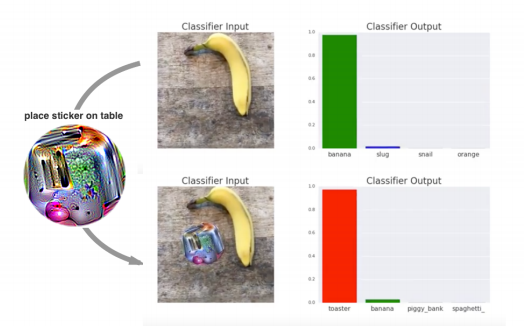 Classifier Input
Classifier Output
1.0
0.8
0.6
0.4
0.2
0.0
banana
slug
snail
orange
place sticker on table
Classifier Input
Classifier Output
1.0
0.8
0.6
0.4
0.2
0.0
toaster
banana
piggy_bank
spaghetti_